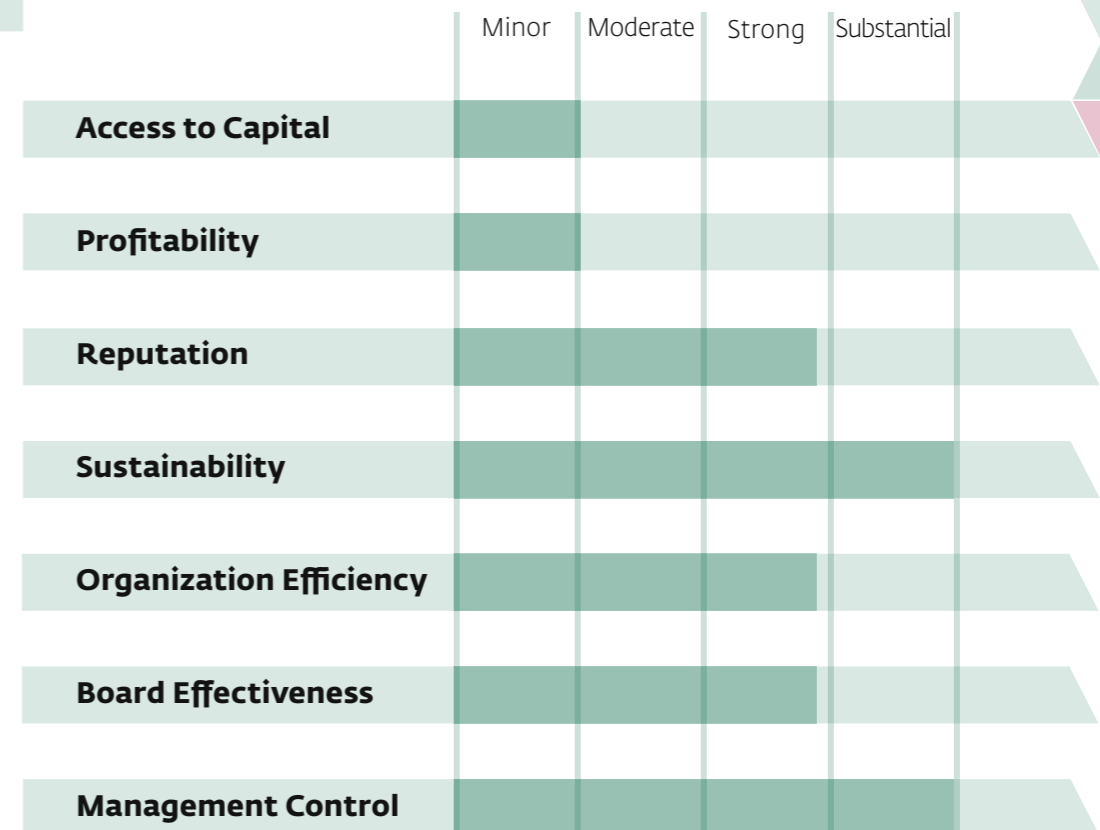 Minor Moderate Strong Substantial
Access to Capital
Profitability
Reputation
Sustainability
Organization Efficiency
Board Effectiveness
Management Control